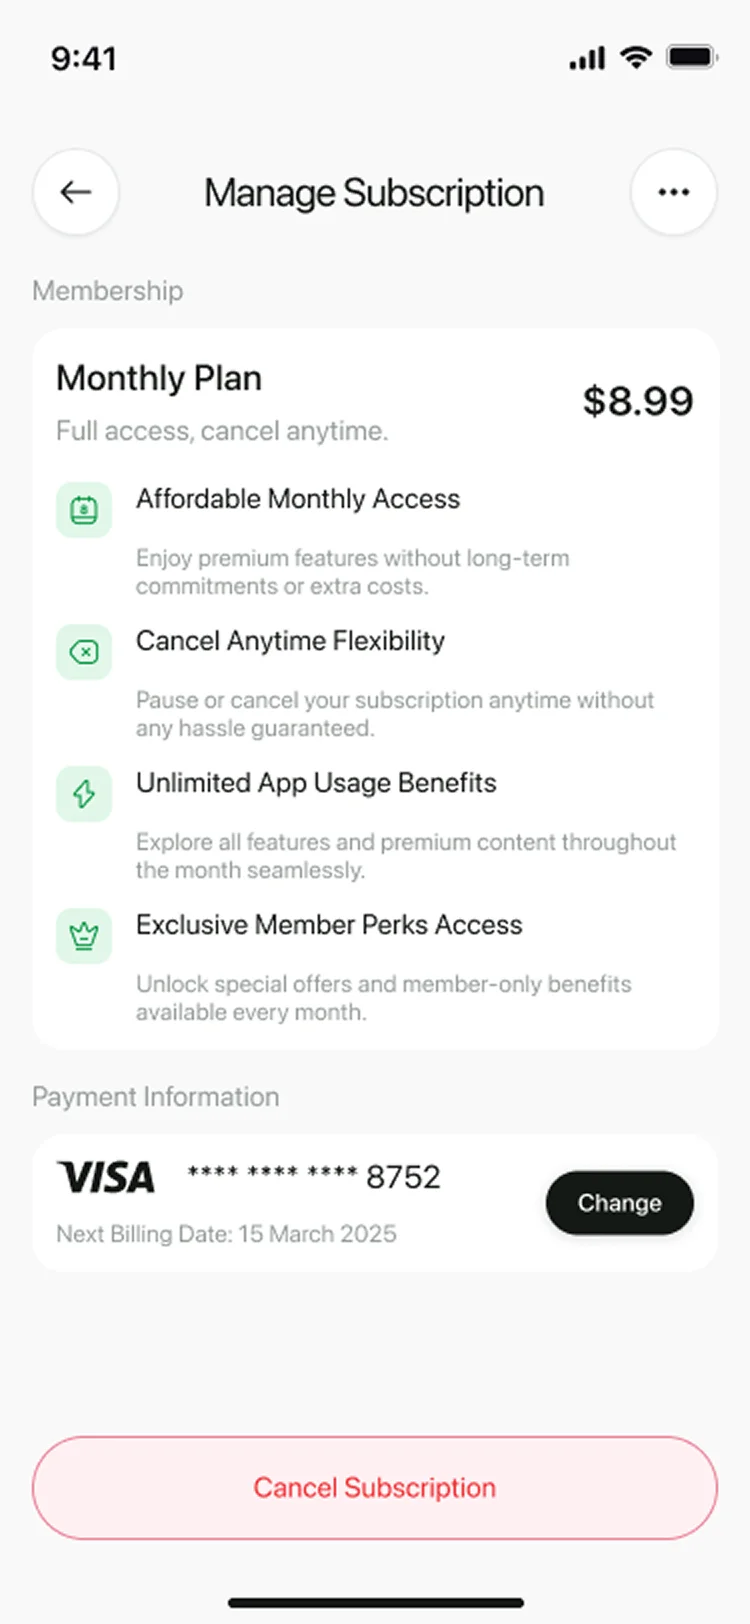 9:41
Manage Subscription
Membership
Monthly Plan
$8.99
Full access, cancel anytime.
Affordable Monthly Access
Enjoy premium features without long-term
commitments or extra costs.
Cancel Anytime Flexibility
Pause or cancel your subscription anytime without
any hassle guaranteed.
Unlimited App Usage Benefits
Explore all features and premium content throughout
the month seamlessly.
Exclusive Member Perks Access
Unlock special offers and member-only benefits
available every month.
Payment Information
VISA **** **** **** 8752
Change
Next Billing Date: 15 March 2025
Cancel Subscription